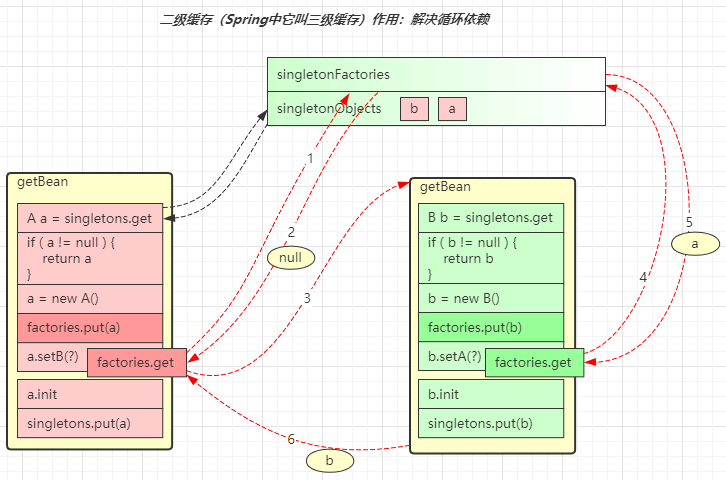 二级缓存（Spring中它叫三级缓存）作用：解决循环依赖
singletonFactories
singletonObjects
b
a
getBean
A a = singletons.get
if ( a != null ) {
return a
}
a = new A()
factories.put(a)
a.setB(?)
factories.get
a.init
singletons.put(a)
1
2
null
3
getBean
B b = singletons.get
if ( b != null ) {
return b
}
b = new B()
factories.put(b)
b.setA(?)
factories.get
b.init
singletons.put(b)
4
5
a
6
b